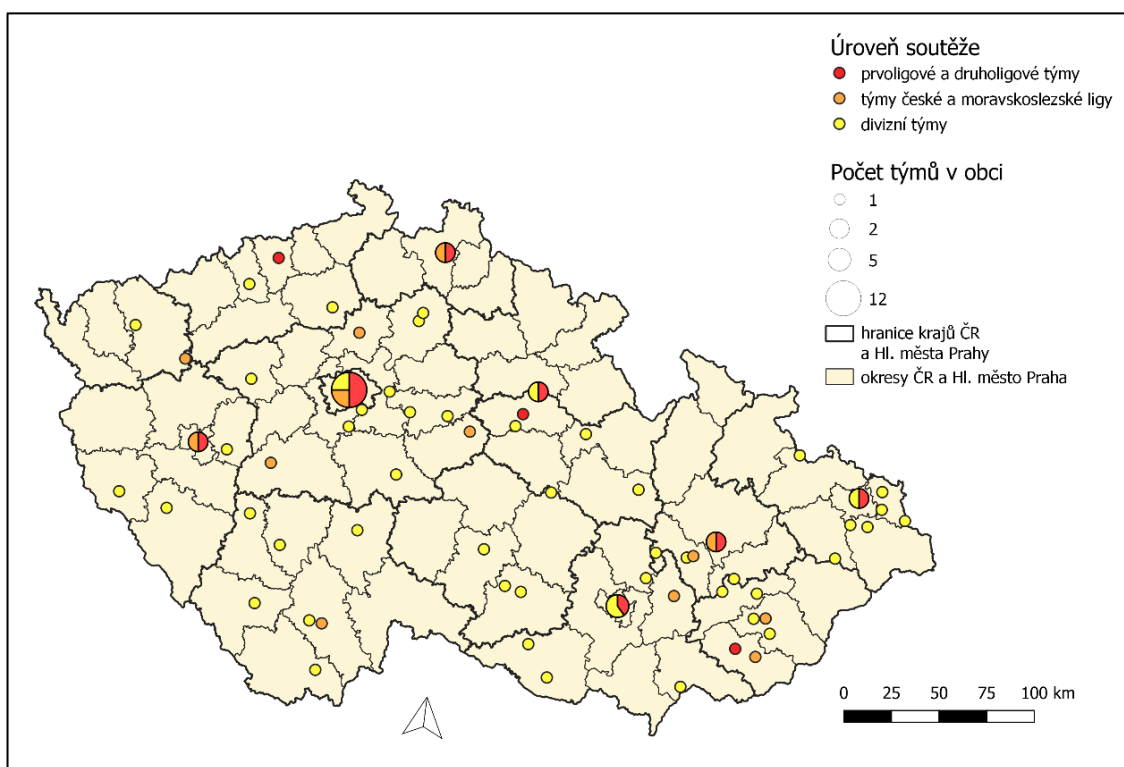 Úroveň soutěže
prvoligové a druholigové týmy
týmy české a moravskoslezské ligy
divizní týmy
Počet týmů v obci
1
2
5
12
hranice krajů ČR
a Hl. města Prahy
okresy ČR a Hl. město Praha
0 25 50 75 100 km